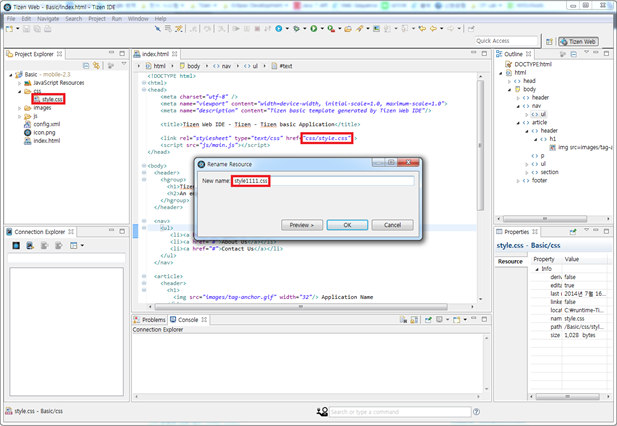 Tizen Web - Basic/index.html - Tizen IDE
File Edit Navigate Search Project Run Window Help
Quick Access
Tizen Web
Project Explorer
Basic - mobile-2.3
JavaScript Resources
css
style.css
images
js
config.xml
icon.png
index.html
index.html
html body nav ul #text
<!DOCTYPE html>
<html>
<head>
<meta charset="utf-8" />
<meta name="viewport" content="width=device-width, initial-scale=1.0, maximum-scale=1.0">
<meta name="description" content="Tizen basic template generated by Tizen Web IDE"/>
<title>Tizen Web IDE - Tizen - Tizen basic Application</title>
<link rel="stylesheet" type="text/css" href="css/style.css">
<script src="js/main.js"></script>
</head>
<body>
<header>
<hgroup>
<h1>Tizen
<h2>An em
</hgroup>
</header>
<nav>
<ul>
<li><a
<li><a href="#">About Us</a></li>
<li><a href="#">Contact Us</a></li>
</ul>
</nav>
<article>
<header>
<h1>
<img src="images/tag-anchor.gif" width="32"/> Application Name
Rename Resource
New name: style1111.css
Preview > OK Cancel
Outline
DOCTYPE:html
html
head
body
header
nav
ul
article
header
h1
img src=images/tag-a
p
ul
section
footer
Connection Explorer
Problems Console
Connection Explorer
Properties
style.css - Basic/css
Resource
Property Value
Info
deriv false
edita true
last 2014년 7월 16...
linke false
locat C:\runtime-Ti...
nam style.css
path /Basic/css/styl...
size 1,028 bytes
style.css - Basic/css
Search or type a command